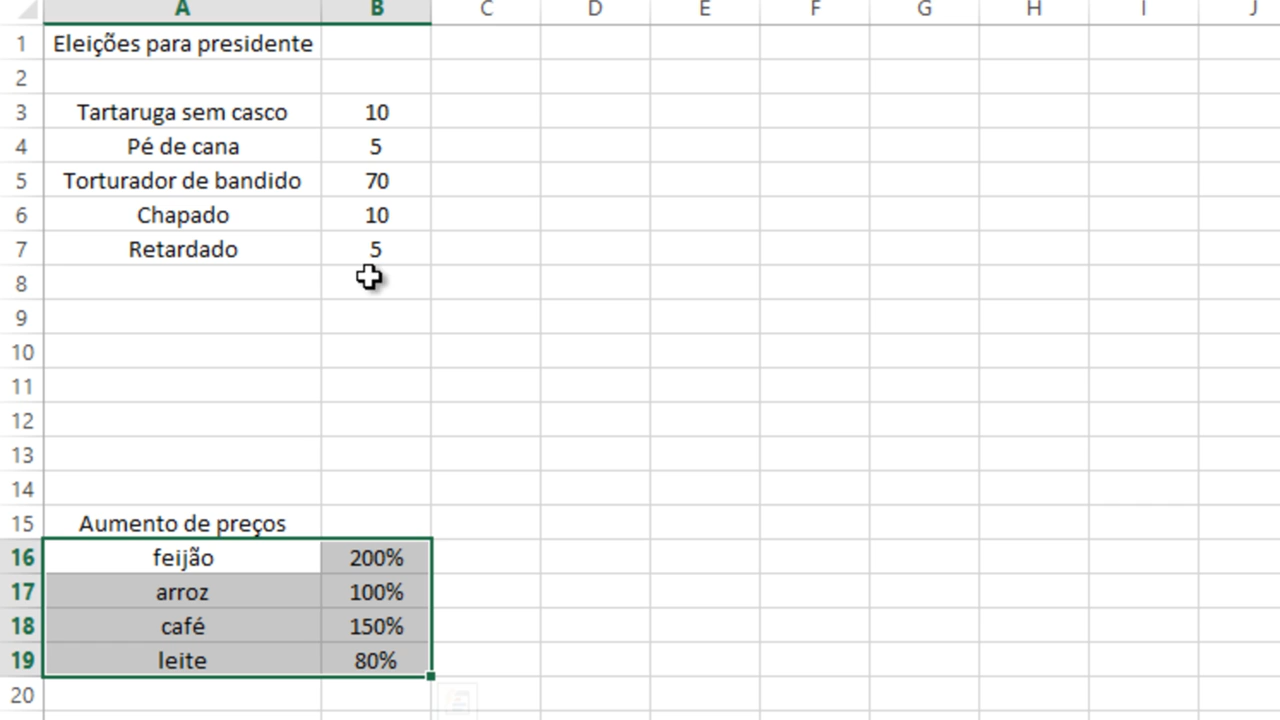 A B C D E F G H I J
1 Eleições para presidente
2
3 Tartaruga sem casco 10
4 Pé de cana 5
5 Torturador de bandido 70
6 Chapado 10
7 Retardado 5
8
9
10
11
12
13
14
15 Aumento de preços
16 feijão 200%
17 arroz 100%
18 café 150%
19 leite 80%
20